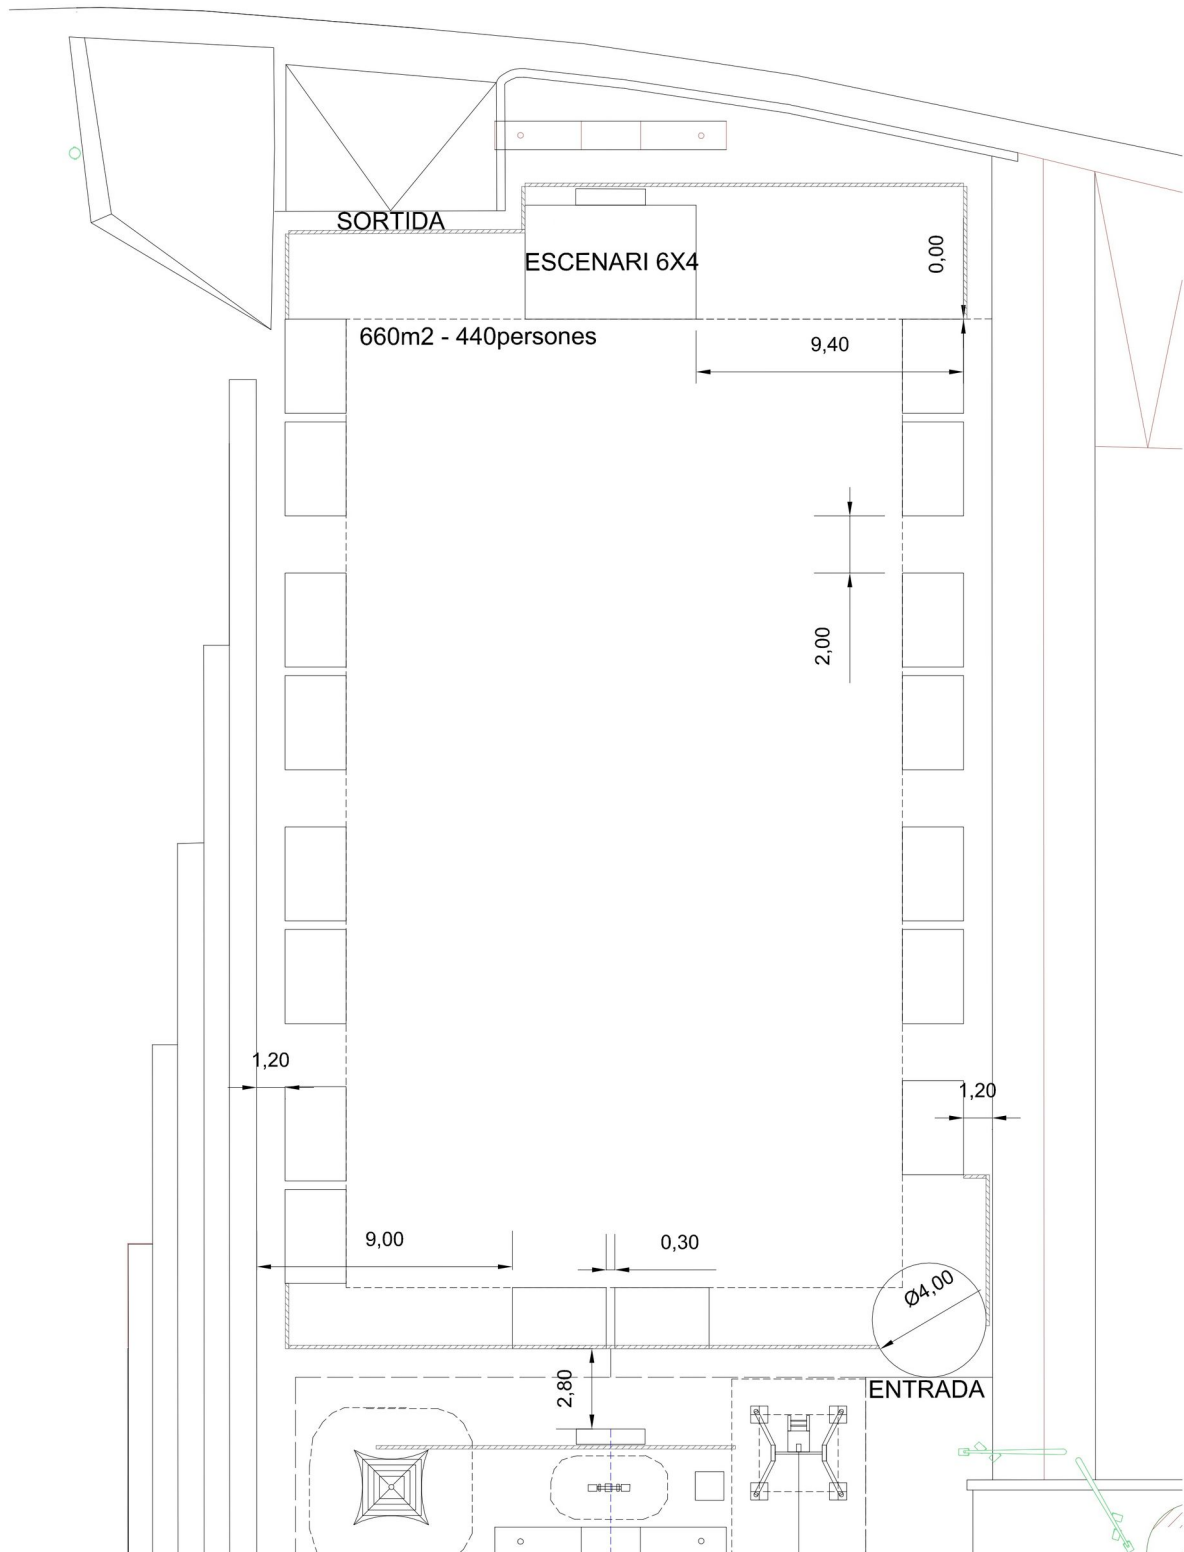 SORTIDA
ESCENARI 6X4
0,00
660m2 - 440persones
9,40
2,00
1,20
1,20
9,00
0,30
Ø4,00
2,80
ENTRADA